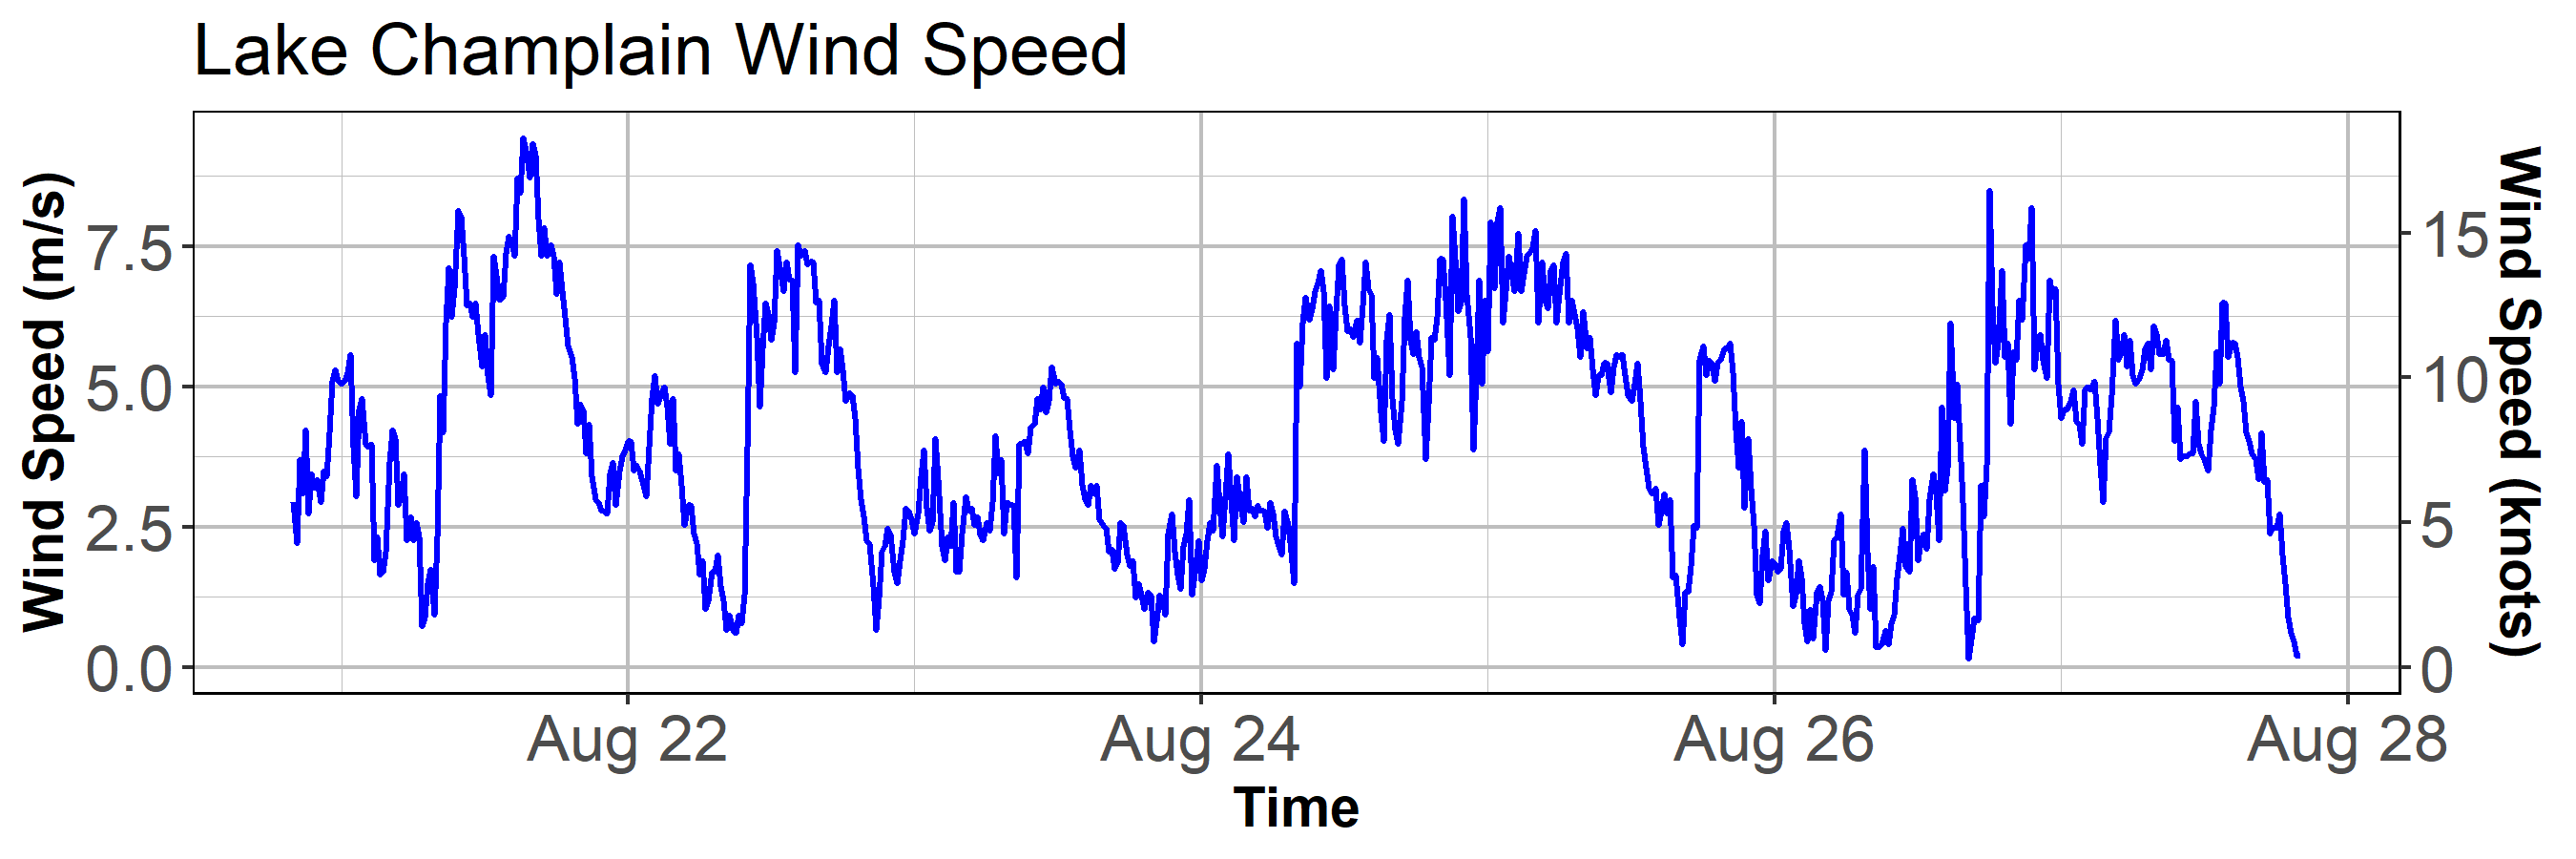 Lake Champlain Wind Speed
Wind Speed (m/s)
7.5
5.0
2.5
0.0
15
10
5
0
Wind Speed (knots)
Aug 22
Aug 24
Aug 26
Aug 28
Time